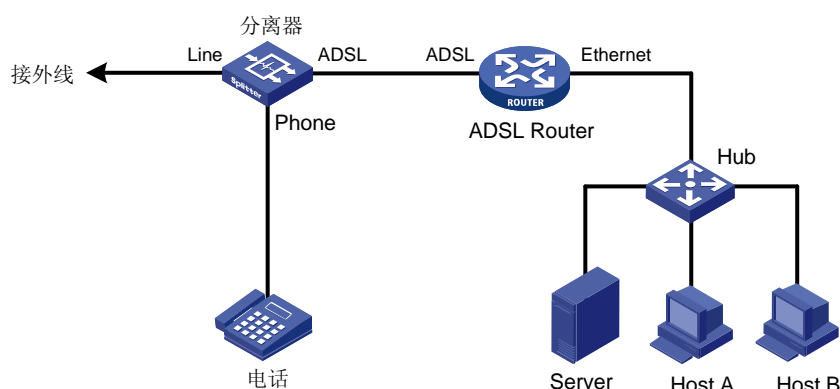 分离器
Line
ADSL
ADSL
Ethernet
接外线
Splitter
ROUTER
Phone
ADSL Router
Hub
电话
Server
Host A
Host B